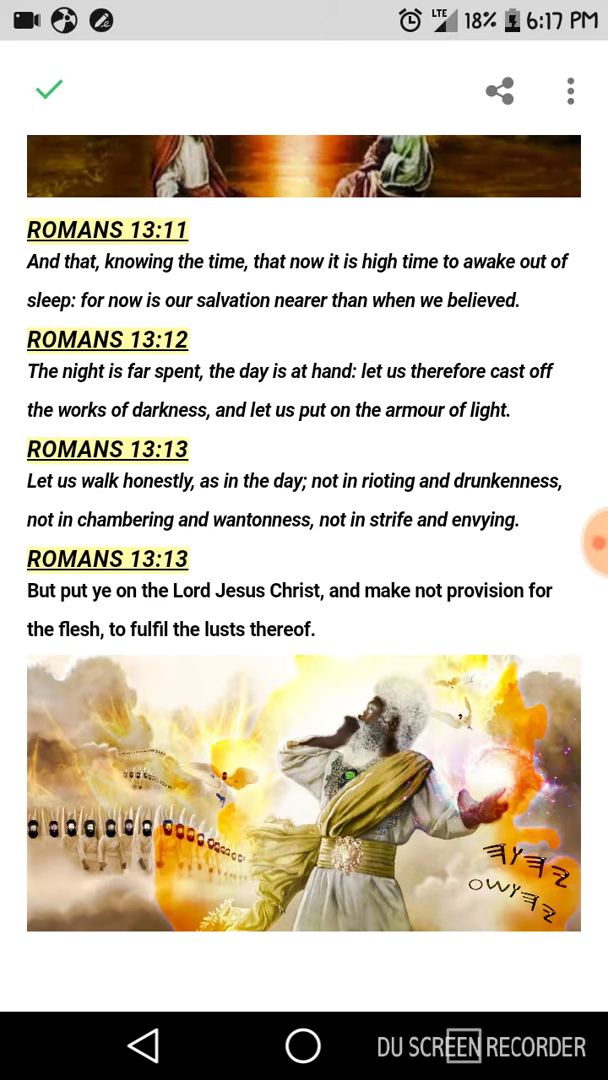 LTE 18% 6:17 PM
ROMANS 13:11
And that, knowing the time, that now it is high time to awake out of
sleep: for now is our salvation nearer than when we believed.
ROMANS 13:12
The night is far spent, the day is at hand: let us therefore cast off
the works of darkness, and let us put on the armour of light.
ROMANS 13:13
Let us walk honestly, as in the day; not in rioting and drunkenness,
not in chambering and wantonness, not in strife and envying.
ROMANS 13:13
But put ye on the Lord Jesus Christ, and make not provision for
the flesh, to fulfil the lusts thereof.
𐤉𐤄𐤅𐤄
𐤉𐤄𐤅𐤔𐤏
DU SCREEN RECORDER